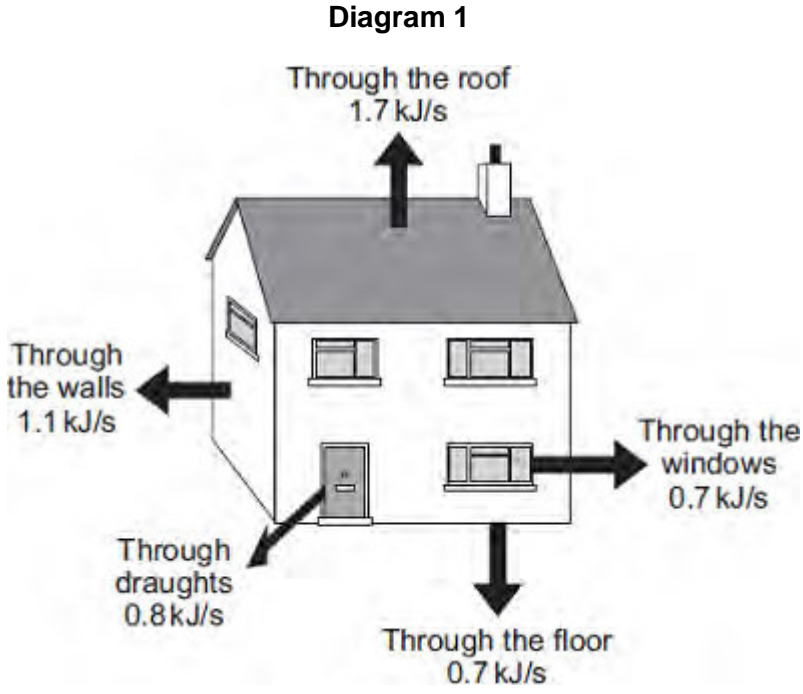 Diagram 1
Through the roof
1.7 kJ/s
Through
the walls
1.1 kJ/s
Through the
windows
0.7 kJ/s
Through
draughts
0.8 kJ/s
Through the floor
0.7 kJ/s